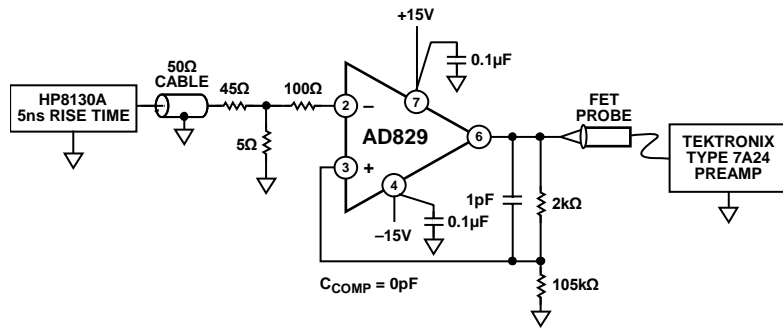 +15V
0.1µF
50Ω
CABLE
HP8130A
5ns RISE TIME
45Ω
100Ω
5Ω
2
–
3
+
AD829
7
6
4
0.1µF
–15V
1pF
2kΩ
105kΩ
C_COMP = 0pF
FET
PROBE
TEKTRONIX
TYPE 7A24
PREAMP